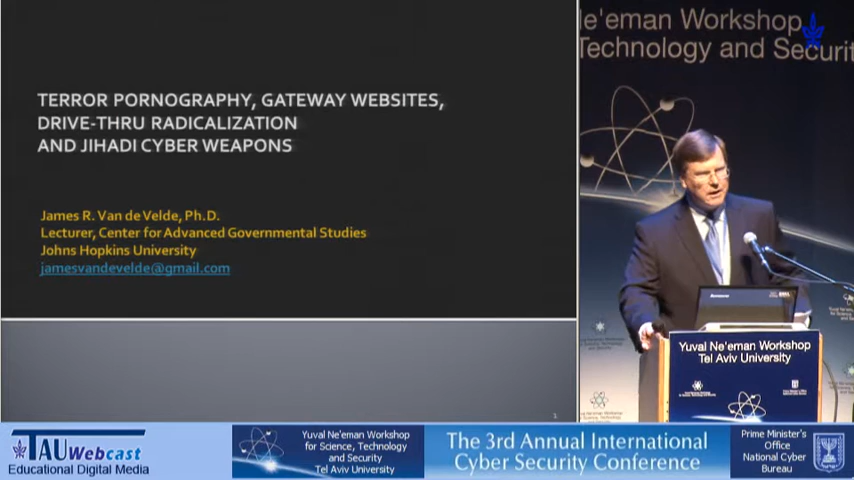 TERROR PORNOGRAPHY, GATEWAY WEBSITES,
DRIVE-THRU RADICALIZATION
AND JIHADI CYBER WEAPONS
James R. Van de Velde, Ph.D.
Lecturer, Center for Advanced Governmental Studies
Johns Hopkins University
jamesvandevelde@gmail.com
1
Ne'eman Workshop
Technology and Securit
Yuval Ne'eman Workshop
Tel Aviv University
TAU Webcast
Educational Digital Media
Yuval Ne'eman Workshop
for Science, Technology
and Security
Tel Aviv University
The 3rd Annual International
Cyber Security Conference
Prime Minister's
Office
National Cyber
Bureau